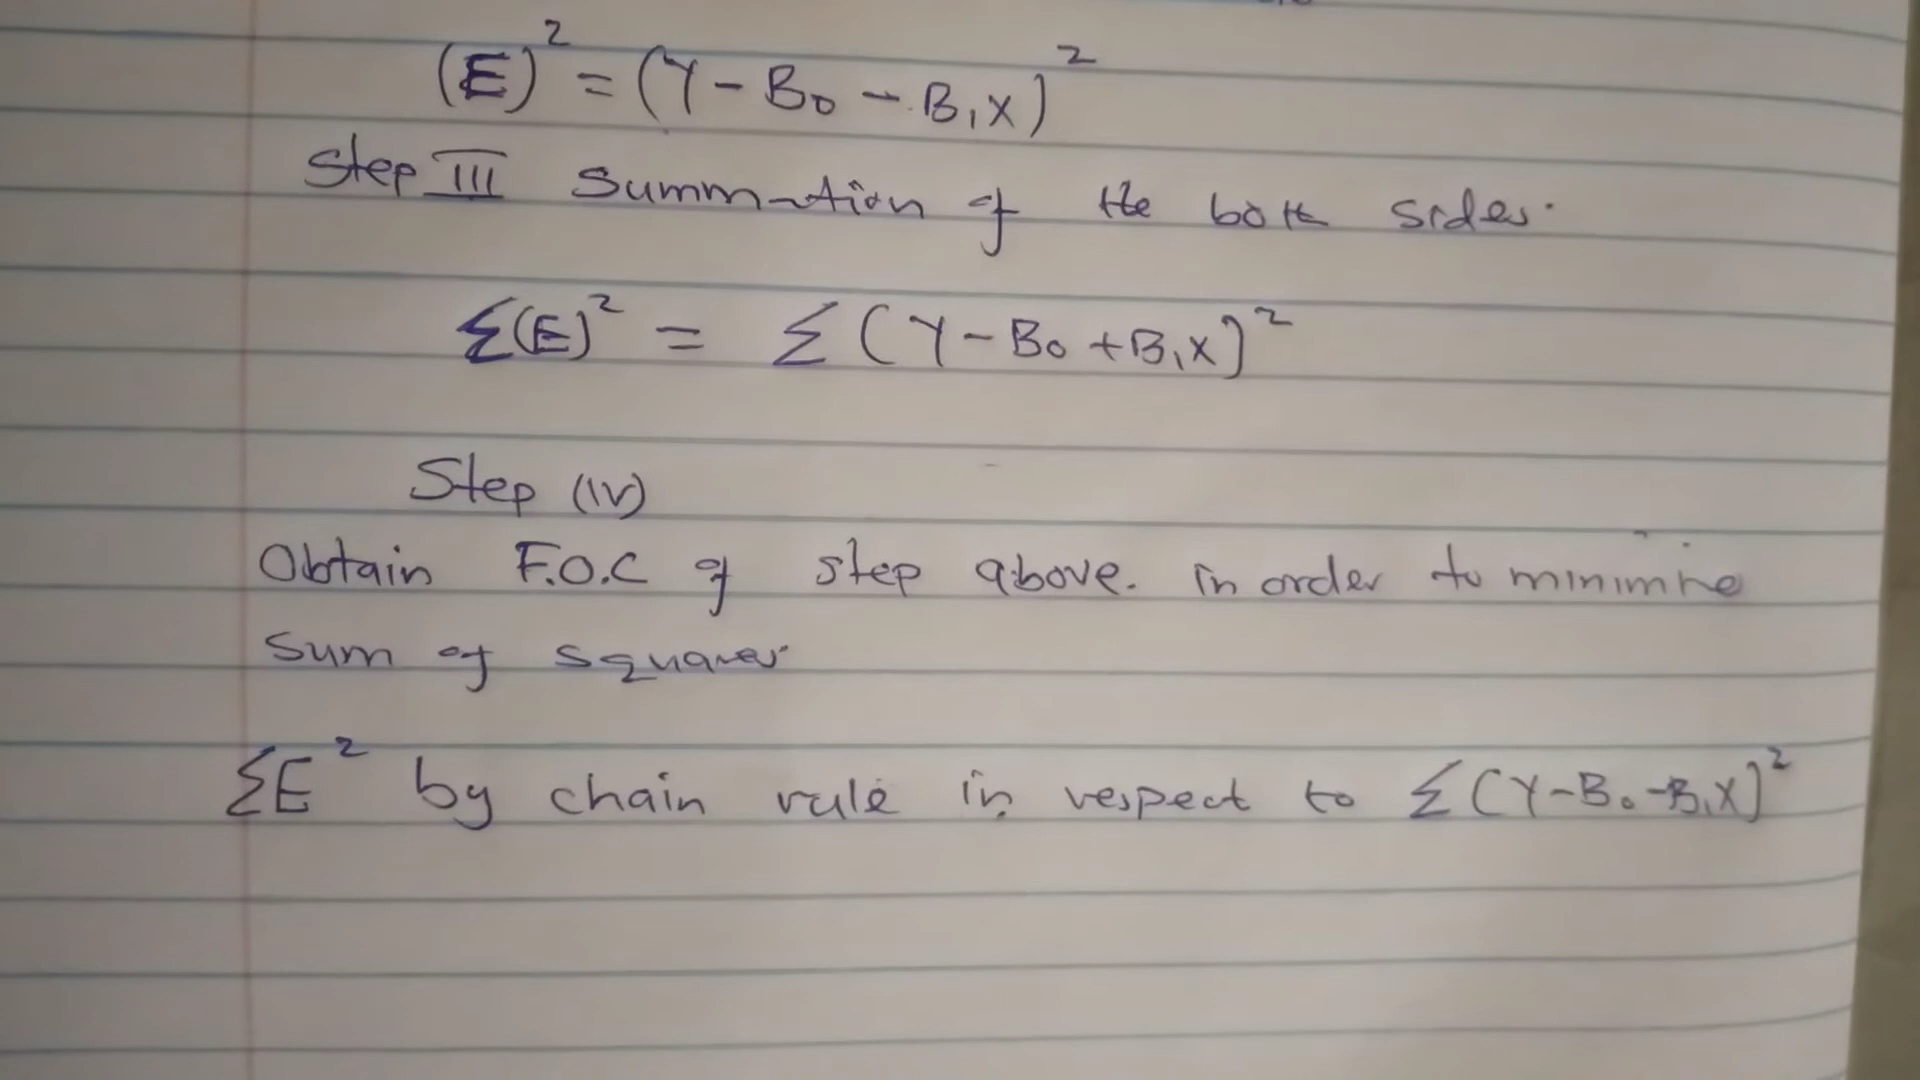 (E)² = (Y - B₀ - B₁X)²
Step III Summation of the both sides.
Σ(E)² = Σ(Y - B₀ + B₁X)²
Step (IV)
Obtain F.O.C of step above. in order to minimize
sum of squares
ΣE² by chain rule in respect to Σ(Y-B₀-B₁X)²